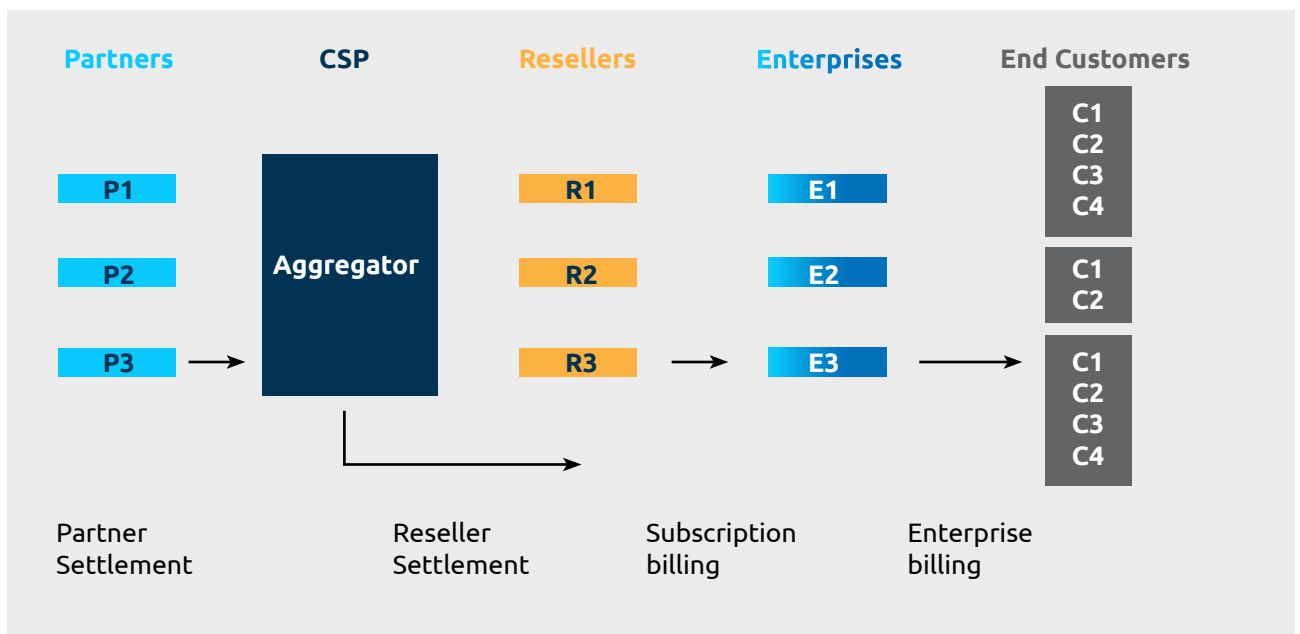 Partners
CSP
Resellers
Enterprises
End Customers
P1
P2
P3
Aggregator
R1
R2
R3
E1
E2
E3
C1
C2
C3
C4
C1
C2
C1
C2
C3
C4
Partner
Settlement
Reseller
Settlement
Subscription
billing
Enterprise
billing